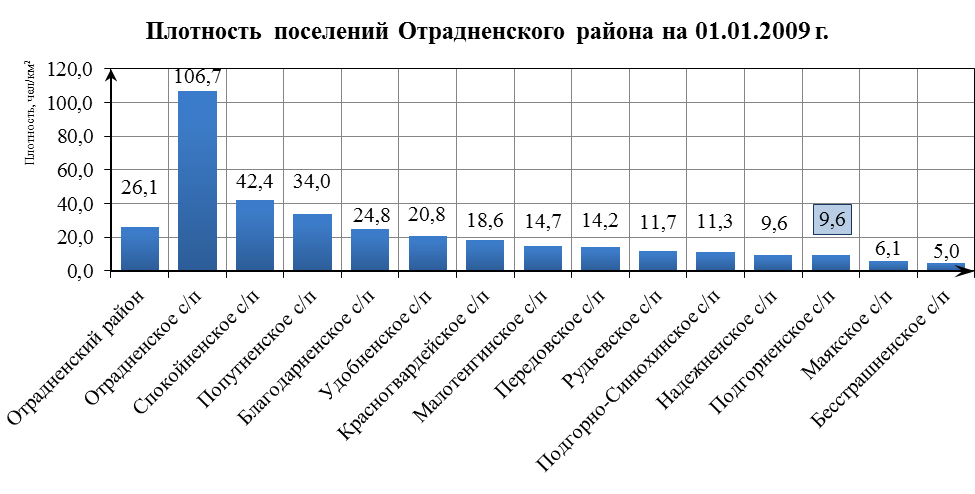 Плотность поселений Отрадненского района на 01.01.2009 г.
Плотность, чел/км²
120,0
100,0
80,0
60,0
40,0
20,0
0,0
26,1
106,7
42,4
34,0
24,8
20,8
18,6
14,7
14,2
11,7
11,3
9,6
9,6
6,1
5,0
Отрадненский район
Отрадненское с/п
Спокойненское с/п
Попутненское с/п
Благодарненское с/п
Удобненское с/п
Красногвардейское с/п
Малотенгинское с/п
Передовское с/п
Рудьевское с/п
Подгорно-Синюхинское с/п
Надежненское с/п
Подгорненское с/п
Маякское с/п
Бесстрашненское с/п